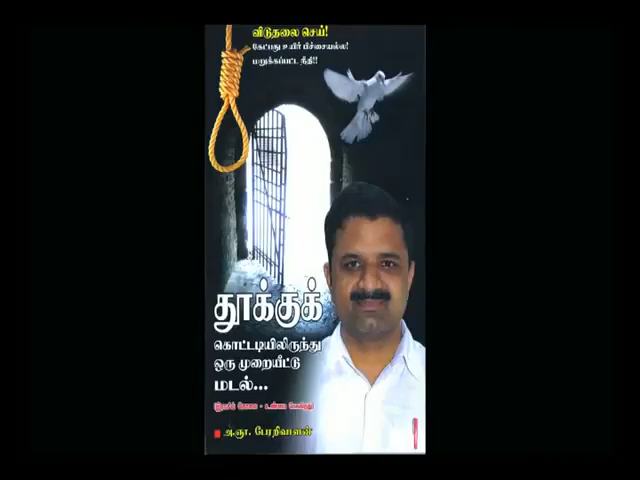 விடுதலை செய்!
கேட்பது உயிர் பிச்சையல்ல!
மறுக்கப்பட்ட நீதி!!
தூக்குக்
கொட்டடியிலிருந்து
ஒரு முறையீட்டு
மடல்...
அ.ஞா. பேரறிவாளன்